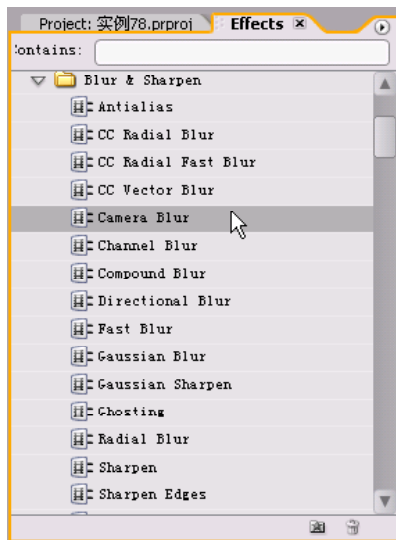 Project: 实例78.prproj Effects
Contains:
Blur & Sharpen
Antialias
CC Radial Blur
CC Radial Fast Blur
CC Vector Blur
Camera Blur
Channel Blur
Compound Blur
Directional Blur
Fast Blur
Gaussian Blur
Gaussian Sharpen
Ghosting
Radial Blur
Sharpen
Sharpen Edges